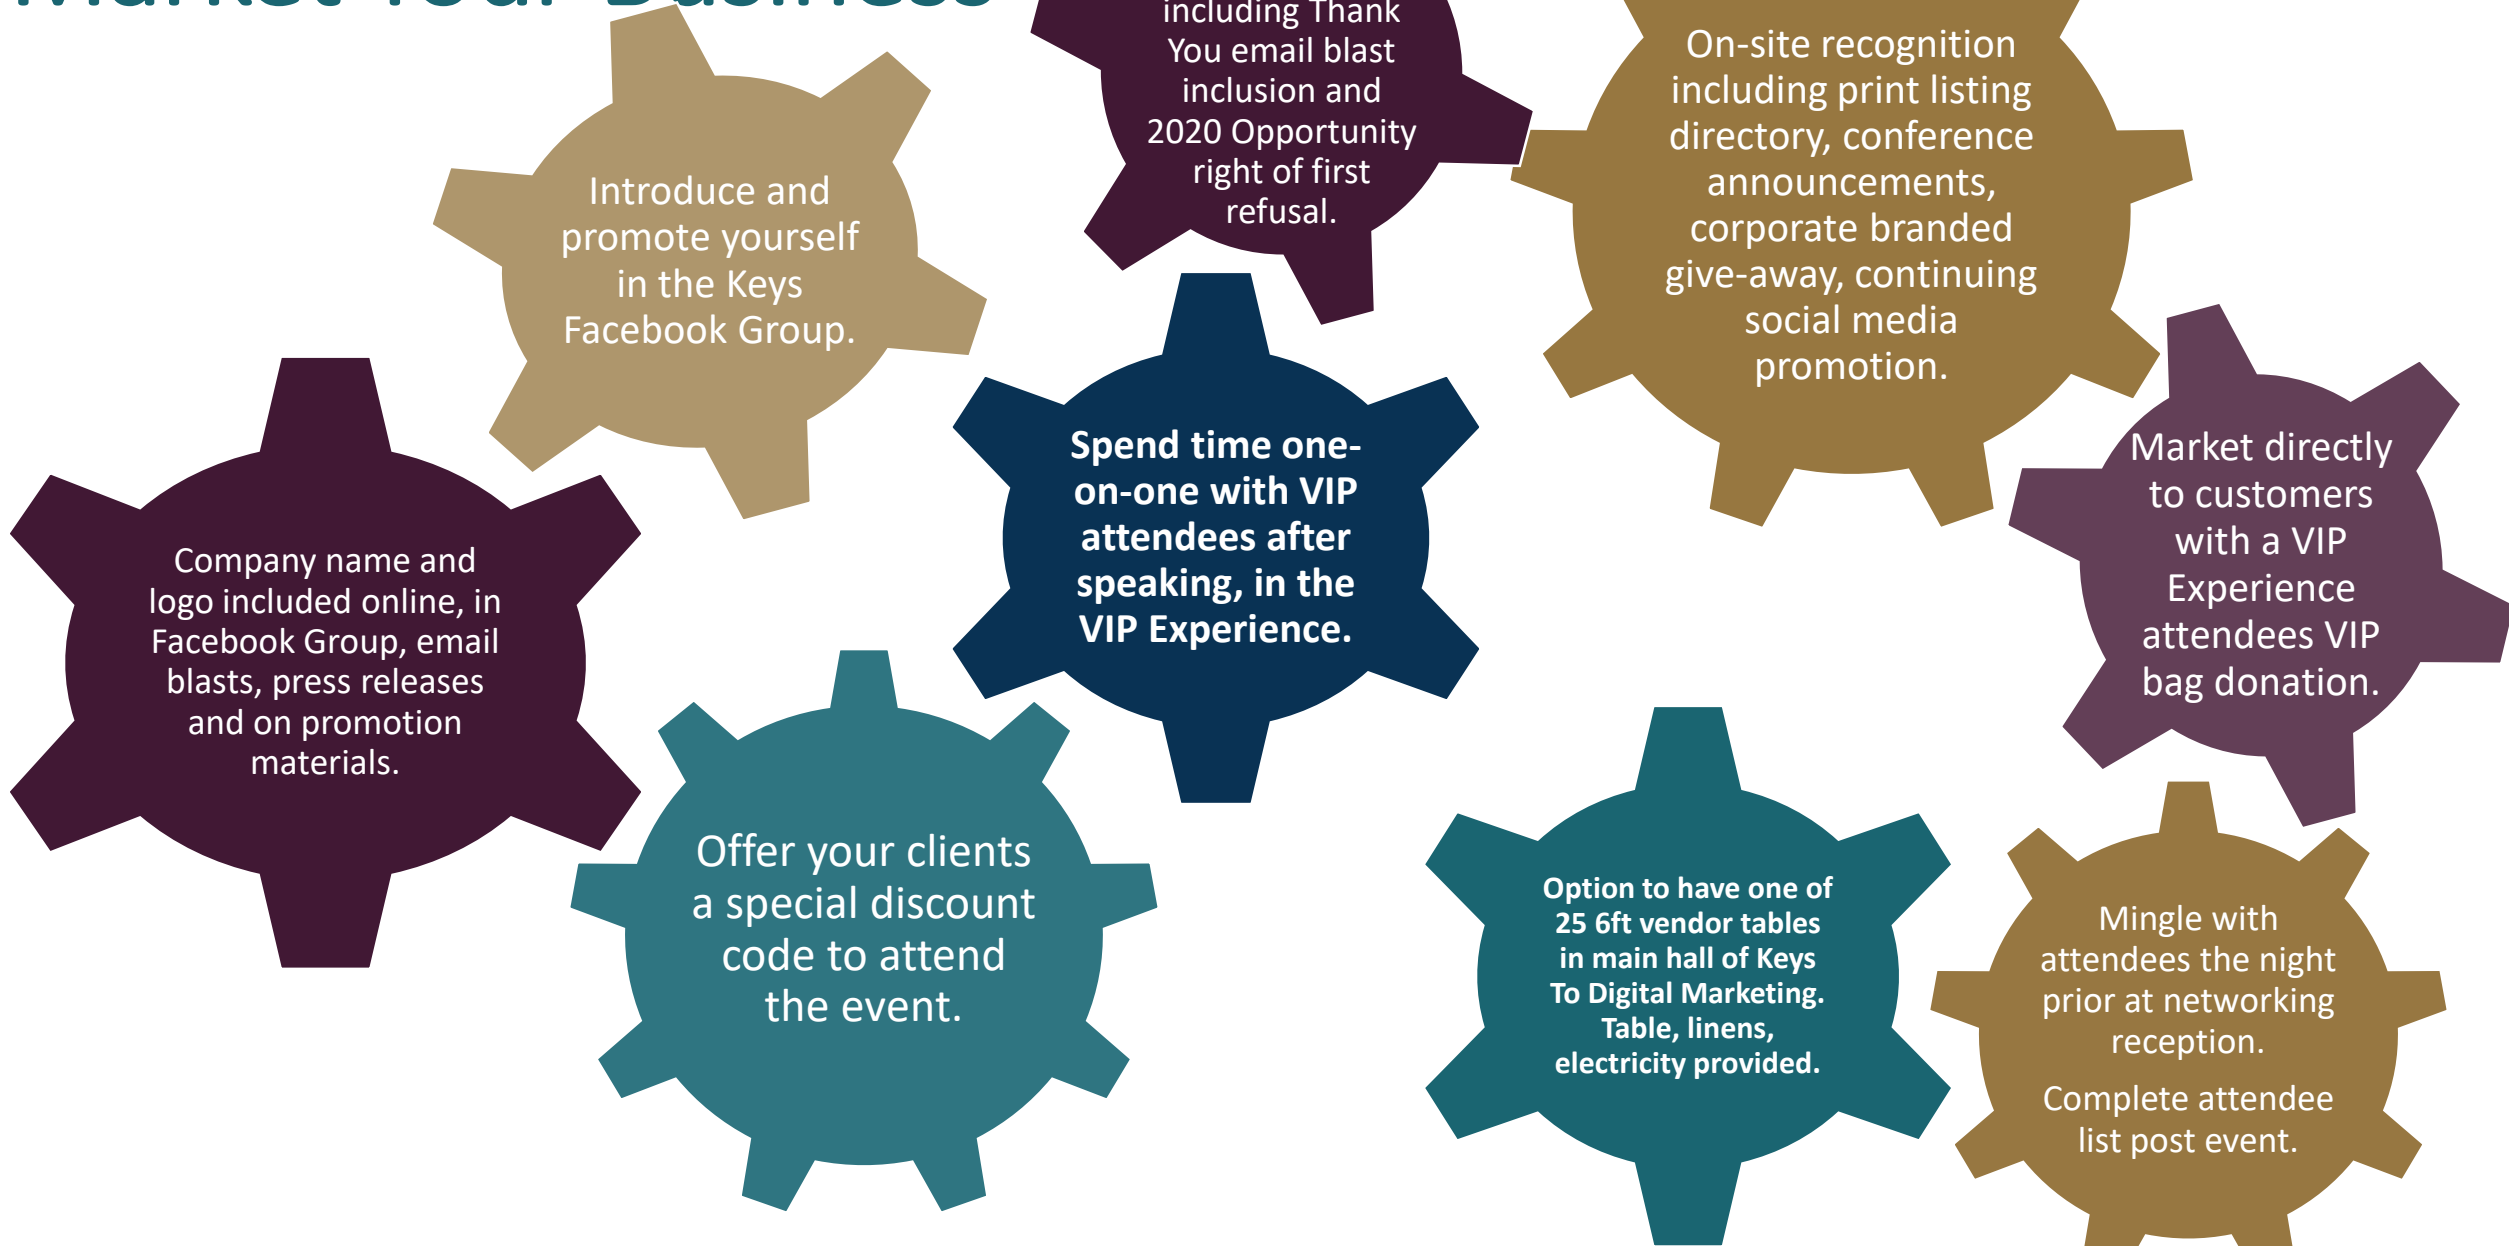 Market Your Business
including Thank
You email blast
inclusion and
2020 Opportunity
right of first
refusal.
On-site recognition
including print listing
directory, conference
announcements,
corporate branded
give-away, continuing
social media
promotion.
Introduce and
promote yourself
in the Keys
Facebook Group.
Spend time one-
on-one with VIP
attendees after
speaking, in the
VIP Experience.
Market directly
to customers
with a VIP
Experience
attendees VIP
bag donation.
Company name and
logo included online, in
Facebook Group, email
blasts, press releases
and on promotion
materials.
Offer your clients
a special discount
code to attend
the event.
Option to have one of
25 6ft vendor tables
in main hall of Keys
To Digital Marketing.
Table, linens,
electricity provided.
Mingle with
attendees the night
prior at networking
reception.
Complete attendee
list post event.